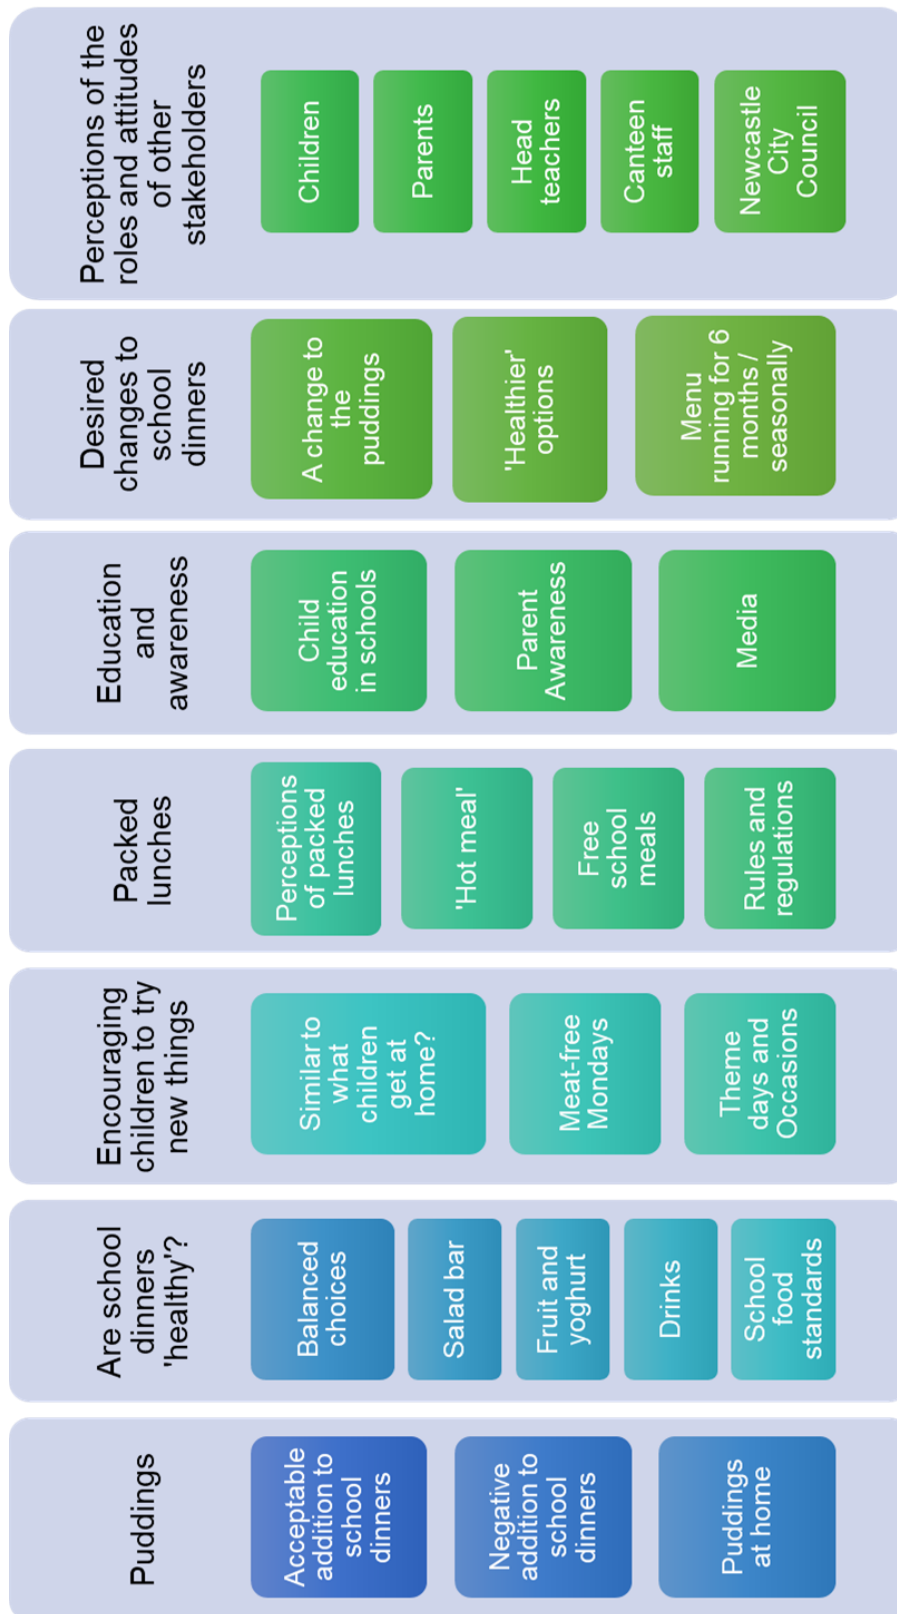 Puddings
Acceptable
addition to
school
dinners
Negative
addition to
school
dinners
Puddings
at home
Are school
dinners
'healthy'?
Balanced
choices
Salad bar
Fruit and
yoghurt
Drinks
School
food
standards
Encouraging
children to try
new things
Similar to
what
children
get at
home?
Meat-free
Mondays
Theme
days and
Occasions
Packed
lunches
Perceptions
of packed
lunches
'Hot meal'
Free
school
meals
Rules and
regulations
Education
and
awareness
Child
education
in schools
Parent
Awareness
Media
Desired
changes to
school
dinners
A change to
the
puddings
'Healthier'
options
Menu
running for 6
months /
seasonally
Perceptions of the
roles and attitudes
of other
stakeholders
Children
Parents
Head
teachers
Canteen
staff
Newcastle
City
Council